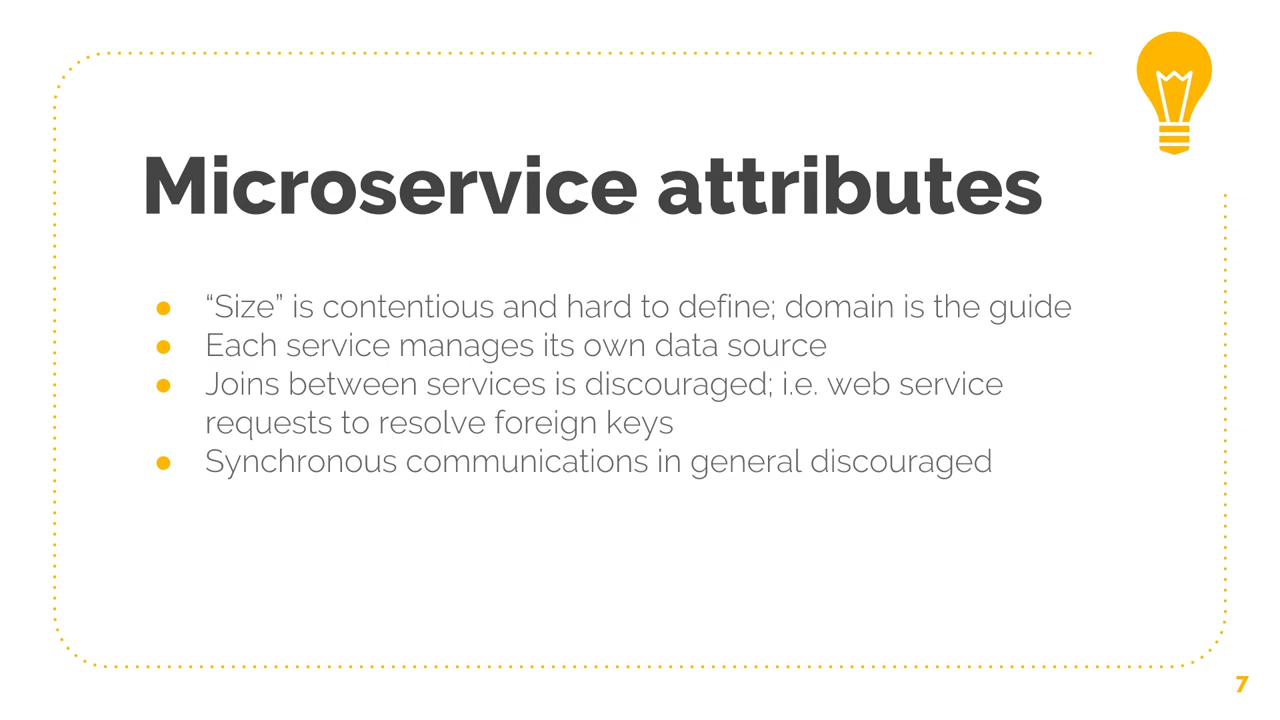 Microservice attributes
● “Size” is contentious and hard to define; domain is the guide
● Each service manages its own data source
● Joins between services is discouraged; i.e. web service
requests to resolve foreign keys
● Synchronous communications in general discouraged
7